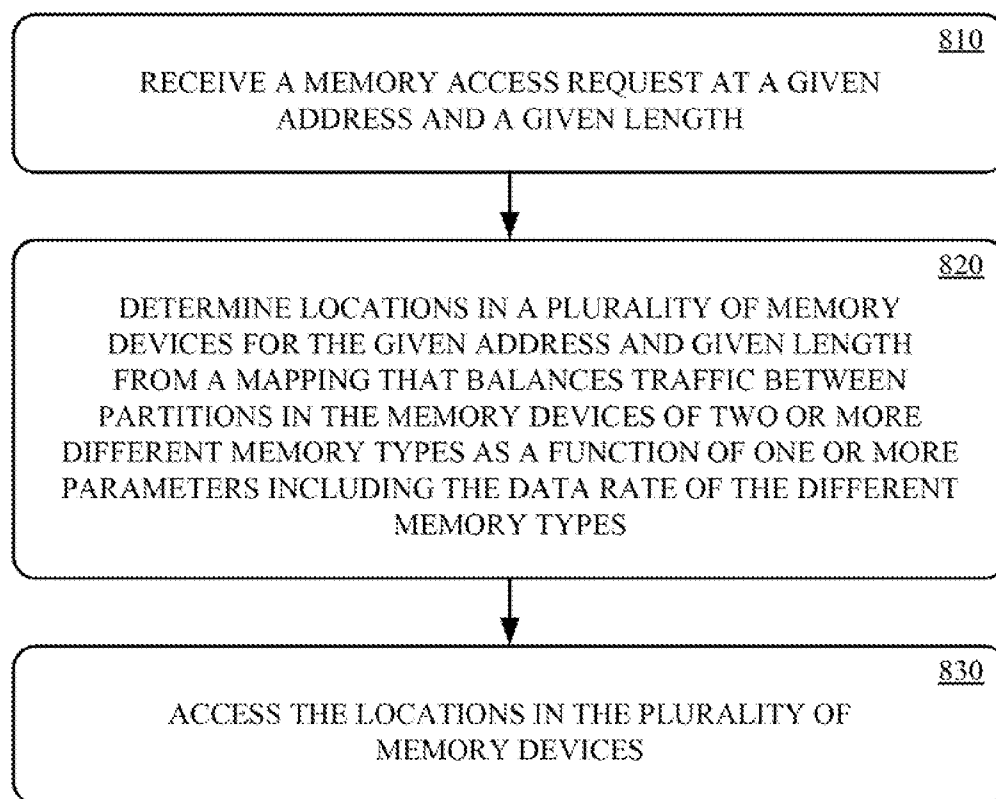 810
RECEIVE A MEMORY ACCESS REQUEST AT A GIVEN
ADDRESS AND A GIVEN LENGTH
820
DETERMINE LOCATIONS IN A PLURALITY OF MEMORY
DEVICES FOR THE GIVEN ADDRESS AND GIVEN LENGTH
FROM A MAPPING THAT BALANCES TRAFFIC BETWEEN
PARTITIONS IN THE MEMORY DEVICES OF TWO OR MORE
DIFFERENT MEMORY TYPES AS A FUNCTION OF ONE OR MORE
PARAMETERS INCLUDING THE DATA RATE OF THE DIFFERENT
MEMORY TYPES
830
ACCESS THE LOCATIONS IN THE PLURALITY OF
MEMORY DEVICES